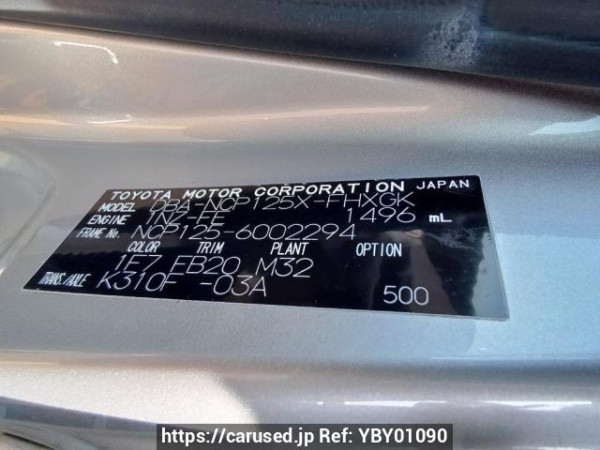 TOYOTA MOTOR CORPORATION JAPAN
MODEL DBA-NCP125X-FHXGK
ENGINE 1NZ-FE 1496 mL
FRAME No. NCP125-6002294
COLOR TRIM PLANT OPTION
1E7 EB20 M32
TRANS./AXLE K310F -03A 500
https://carused.jp Ref: YBY01090